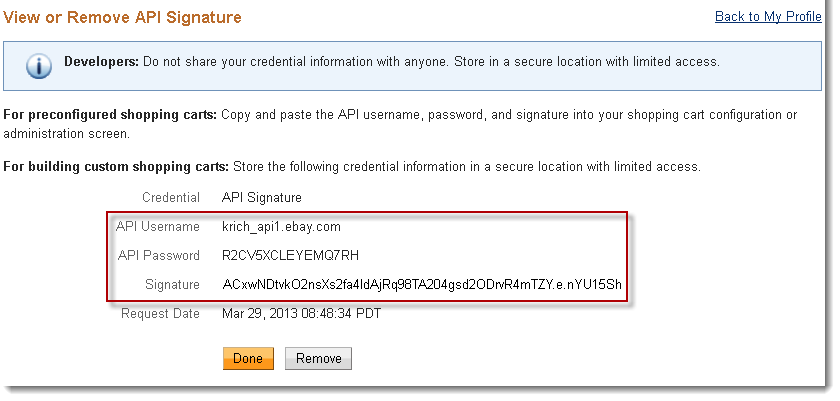 View or Remove API Signature
Back to My Profile
Developers: Do not share your credential information with anyone. Store in a secure location with limited access.
For preconfigured shopping carts: Copy and paste the API username, password, and signature into your shopping cart configuration or
administration screen.
For building custom shopping carts: Store the following credential information in a secure location with limited access.
Credential API Signature
API Username krich_api1.ebay.com
API Password R2CV5XCLEYEMQ7RH
Signature ACxwNDtvkO2nsXs2fa4ldAjRq98TA204gsd2ODrvR4mTZY.e.nYU15Sh
Request Date Mar 29, 2013 08:48:34 PDT
Done Remove